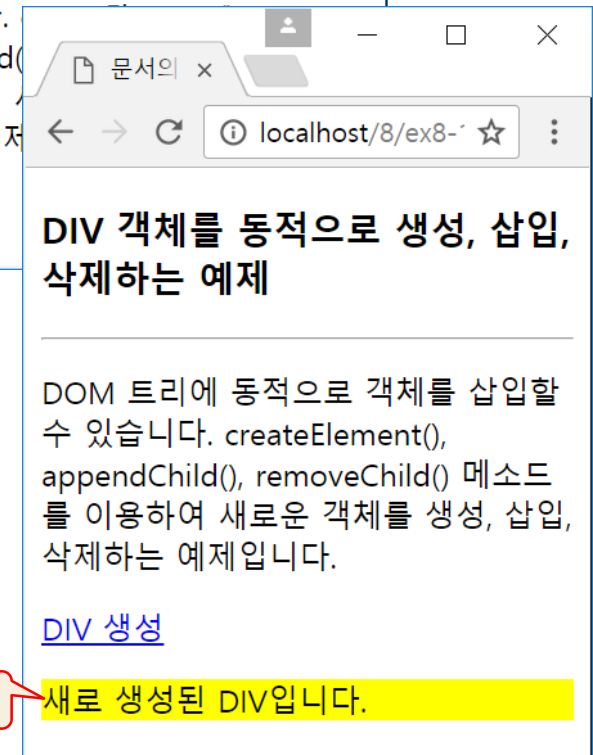 문서의
localhost/8/ex8-
DIV 객체를 동적으로 생성, 삽입,
삭제하는 예제
DOM 트리에 동적으로 객체를 삽입할
수 있습니다. createElement(),
appendChild(), removeChild() 메소드
를 이용하여 새로운 객체를 생성, 삽입,
삭제하는 예제입니다.
DIV 생성
새로 생성된 DIV입니다.